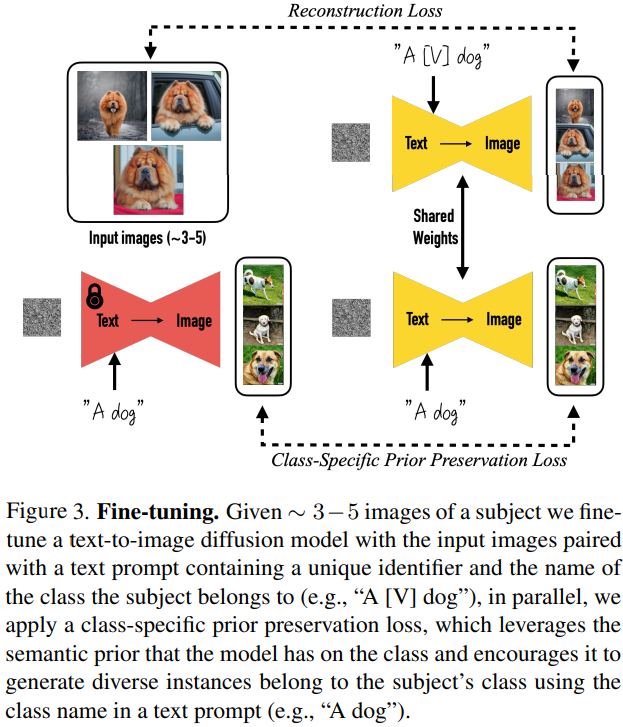 Reconstruction Loss
"A [V] dog"
Text → Image
Input images (~3-5)
Shared
Weights
Text → Image
Text → Image
"A dog"
"A dog"
Class-Specific Prior Preservation Loss
Figure 3. Fine-tuning. Given ∼ 3−5 images of a subject we fine-
tune a text-to-image diffusion model with the input images paired
with a text prompt containing a unique identifier and the name of
the class the subject belongs to (e.g., “A [V] dog”), in parallel, we
apply a class-specific prior preservation loss, which leverages the
semantic prior that the model has on the class and encourages it to
generate diverse instances belong to the subject’s class using the
class name in a text prompt (e.g., “A dog”).